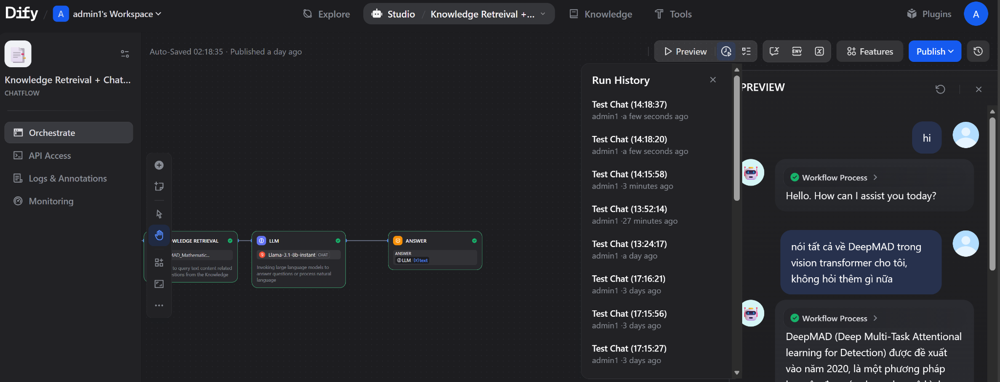 Dify / A admin1's Workspace
Explore
Studio / Knowledge Retreival +...
Knowledge
Tools
Plugins
A
Knowledge Retreival + Chat...
CHATFLOW
Orchestrate
API Access
Logs & Annotations
Monitoring
Auto-Saved 02:18:35 · Published a day ago
Preview
ENV
Features
Publish
WLEDGE RETRIEVAL
MAD_Mathematic...
to query text content related
estions from the Knowledge
LLM
Llama-3.1-8b-instant CHAT
Invoking large language models to
answer questions or process natural
language
ANSWER
ANSWER
LLM {x} text
Run History
Test Chat (14:18:37)
admin1 ·a few seconds ago
Test Chat (14:18:20)
admin1 ·a few seconds ago
Test Chat (14:15:58)
admin1 ·3 minutes ago
Test Chat (13:52:14)
admin1 ·27 minutes ago
Test Chat (13:24:17)
admin1 ·a day ago
Test Chat (17:16:21)
admin1 ·3 days ago
Test Chat (17:15:56)
admin1 ·3 days ago
Test Chat (17:15:27)
admin1 ·3 days ago
PREVIEW
hi
Workflow Process
Hello. How can I assist you today?
nói tất cả về DeepMAD trong
vision transformer cho tôi,
không hỏi thêm gì nữa
Workflow Process
DeepMAD (Deep Multi-Task Attentional
learning for Detection) được đề xuất
vào năm 2020, là một phương pháp